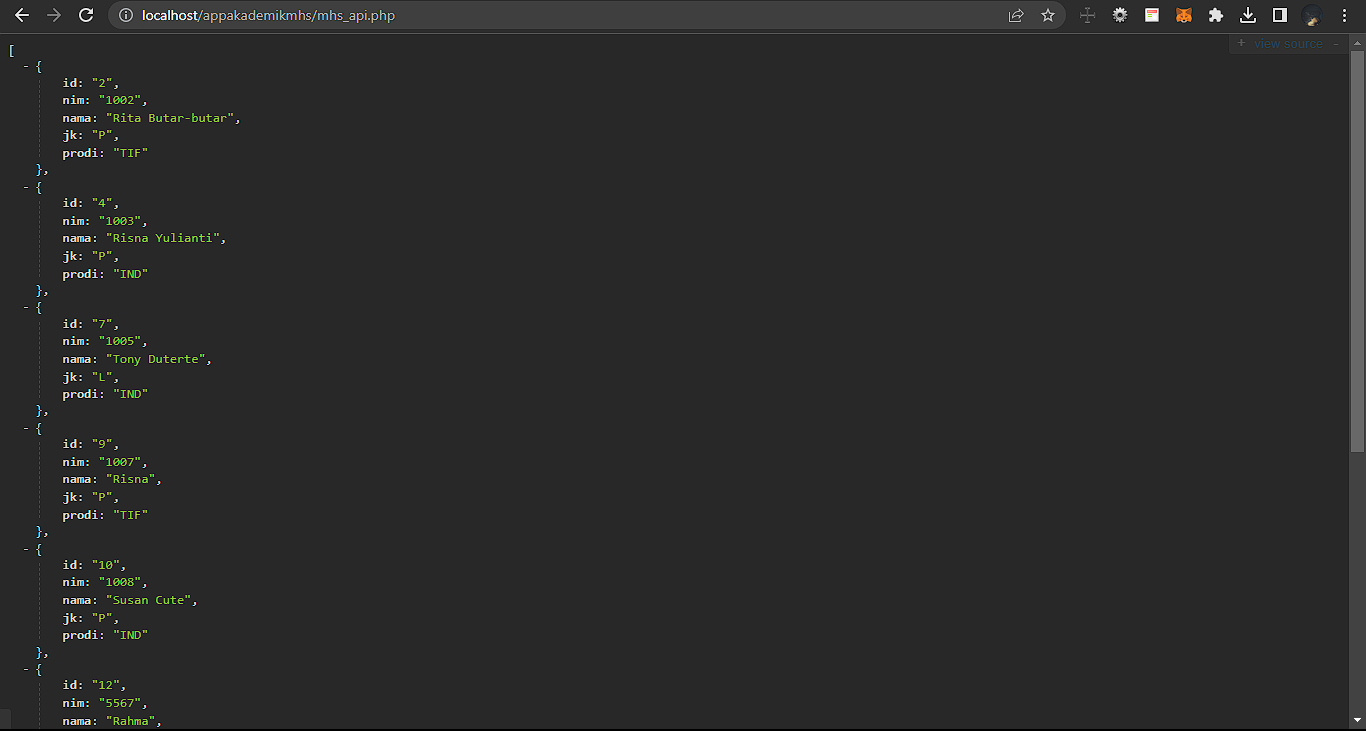 localhost/appakademikmhs/mhs_api.php
+ view source -
[
- {
id: "2",
nim: "1002",
nama: "Rita Butar-butar",
jk: "P",
prodi: "TIF"
},
- {
id: "4",
nim: "1003",
nama: "Risna Yulianti",
jk: "P",
prodi: "IND"
},
- {
id: "7",
nim: "1005",
nama: "Tony Duterte",
jk: "L",
prodi: "IND"
},
- {
id: "9",
nim: "1007",
nama: "Risna",
jk: "P",
prodi: "TIF"
},
- {
id: "10",
nim: "1008",
nama: "Susan Cute",
jk: "P",
prodi: "IND"
},
- {
id: "12",
nim: "5567",
nama: "Rahma",